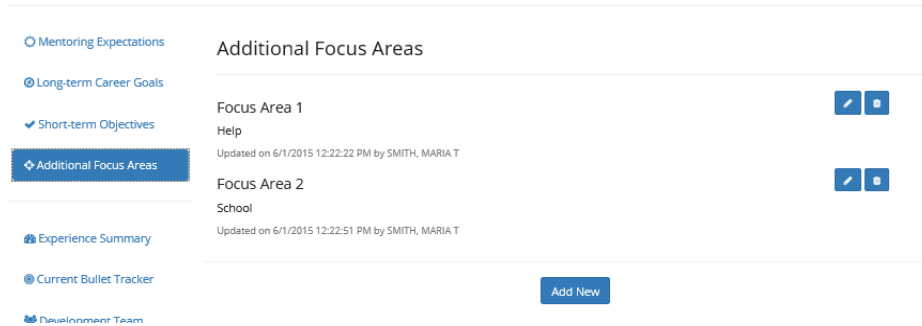 Mentoring Expectations
Long-term Career Goals
Short-term Objectives
Additional Focus Areas
Experience Summary
Current Bullet Tracker
Development Team
Additional Focus Areas
Focus Area 1
Help
Updated on 6/1/2015 12:22:22 PM by SMITH, MARIA T
Focus Area 2
School
Updated on 6/1/2015 12:22:51 PM by SMITH, MARIA T
Add New